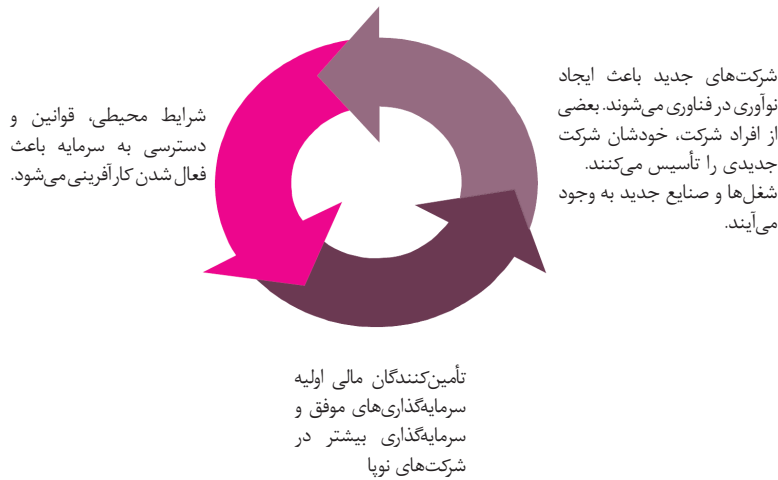 شرکت‌های جدید باعث ایجاد
نوآوری در فناوری می‌شوند. بعضی
از افراد شرکت، خودشان شرکت
جدیدی را تأسیس می‌کنند.
شغل‌ها و صنایع جدید به وجود
می‌آیند.
شرایط محیطی، قوانین و
دسترسی به سرمایه باعث
فعال شدن کارآفرینی می‌شود.
تأمین‌کنندگان مالی اولیه
سرمایه‌گذاری‌های موفق و
سرمایه‌گذاری بیشتر در
شرکت‌های نوپا